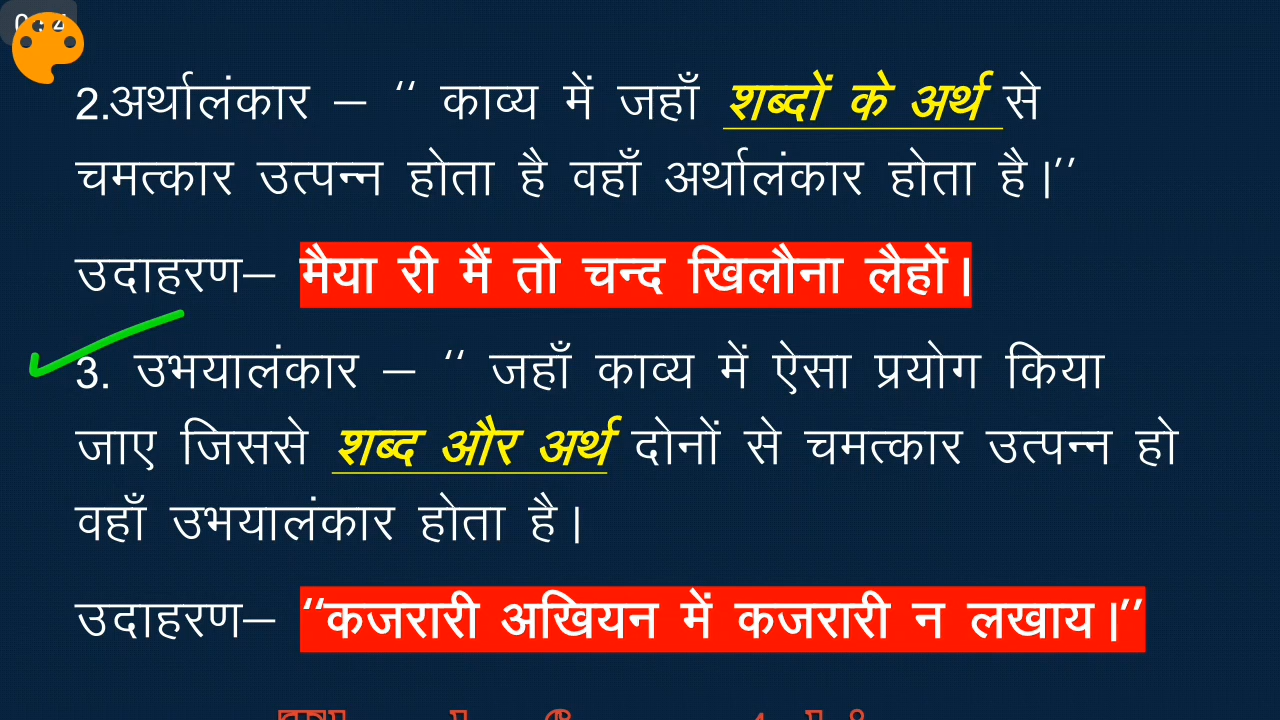 2.अर्थालंकार – ‘‘ काव्य में जहाँ शब्दों के अर्थ से
चमत्कार उत्पन्न होता है वहाँ अर्थालंकार होता है।’’
उदाहरण– मैया री मैं तो चन्द खिलौना लैहों।
3. उभयालंकार – ‘‘ जहाँ काव्य में ऐसा प्रयोग किया
जाए जिससे शब्द और अर्थ दोनों से चमत्कार उत्पन्न हो
वहाँ उभयालंकार होता है।
उदाहरण– ‘‘कजरारी अखियन में कजरारी न लखाय।’’